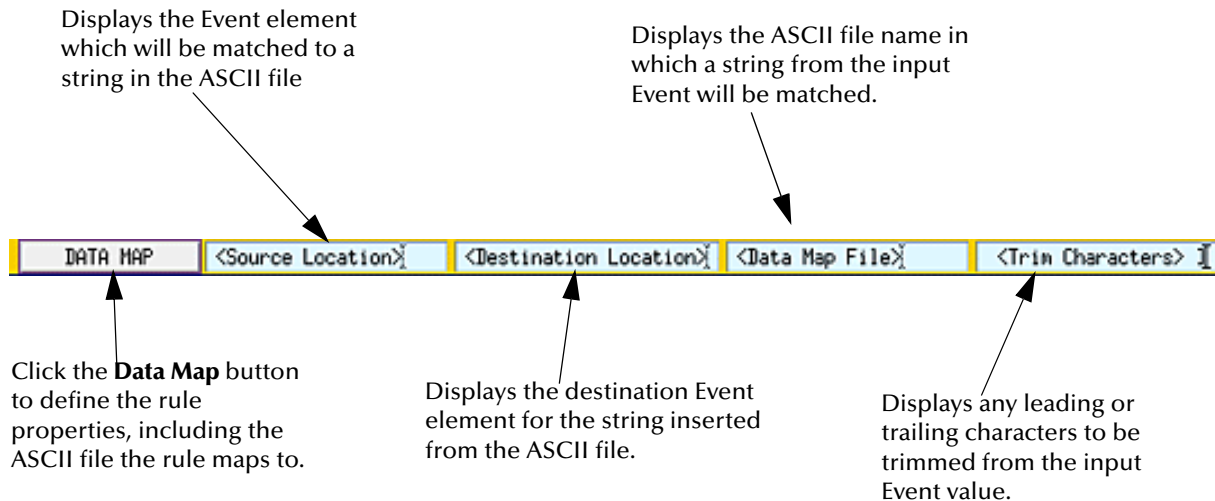 Displays the Event element
which will be matched to a
string in the ASCII file
Displays the ASCII file name in
which a string from the input
Event will be matched.
DATA MAP <Source Location> <Destination Location> <Data Map File> <Trim Characters>
Click the Data Map button
to define the rule
properties, including the
ASCII file the rule maps to.
Displays the destination Event
element for the string inserted
from the ASCII file.
Displays any leading or
trailing characters to be
trimmed from the input
Event value.